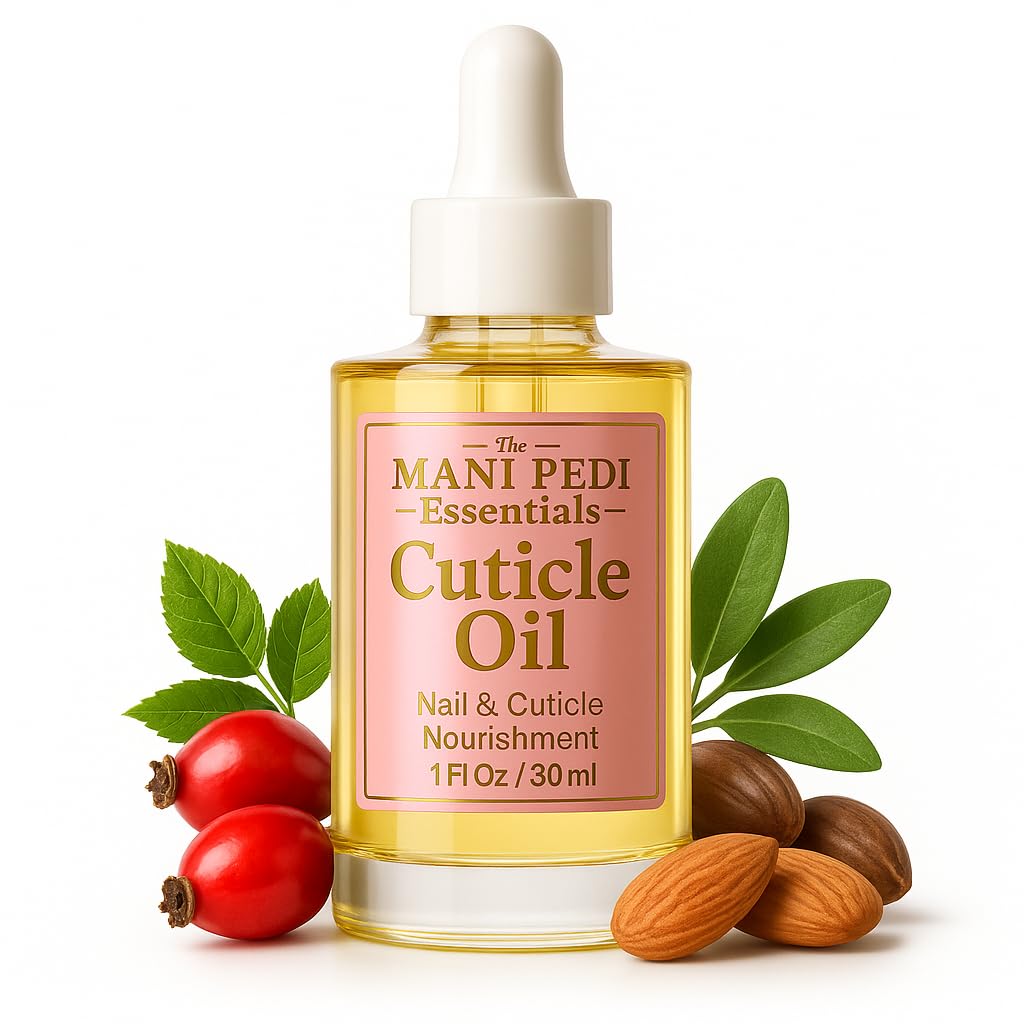 The
MANI PEDI
Essentials
Cuticle
Oil
Nail & Cuticle
Nourishment
1 Fl Oz / 30 ml